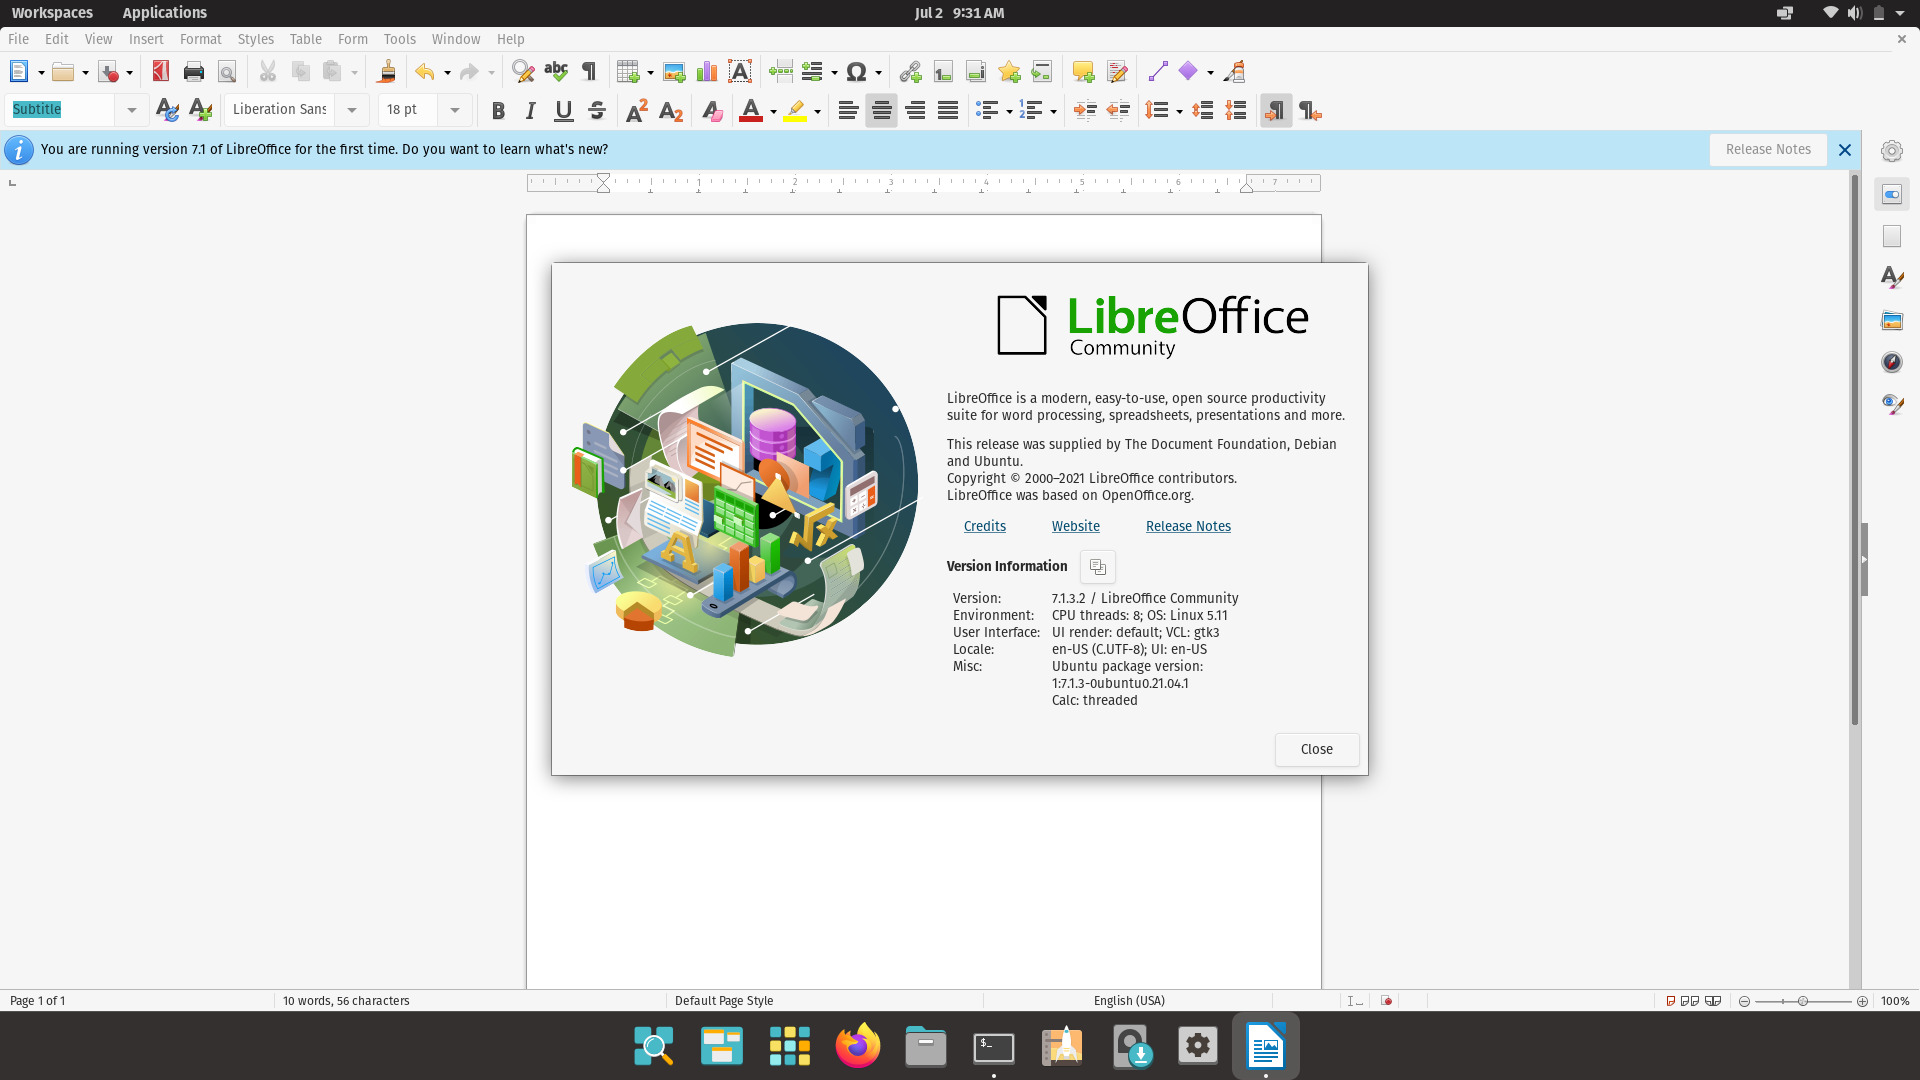 Workspaces Applications Jul 2 9:31 AM
File Edit View Insert Format Styles Table Form Tools Window Help
Subtitle Liberation Sans 18 pt
You are running version 7.1 of LibreOffice for the first time. Do you want to learn what's new? Release Notes
1 2 3 4 5 6 7
LibreOffice
Community
LibreOffice is a modern, easy-to-use, open source productivity
suite for word processing, spreadsheets, presentations and more.
This release was supplied by The Document Foundation, Debian
and Ubuntu.
Copyright © 2000–2021 LibreOffice contributors.
LibreOffice was based on OpenOffice.org.
Credits Website Release Notes
Version Information
Version: 7.1.3.2 / LibreOffice Community
Environment: CPU threads: 8; OS: Linux 5.11
User Interface: UI render: default; VCL: gtk3
Locale: en-US (C.UTF-8); UI: en-US
Misc: Ubuntu package version:
1:7.1.3-0ubuntu0.21.04.1
Calc: threaded
Close
Page 1 of 1 10 words, 56 characters Default Page Style English (USA) 100%